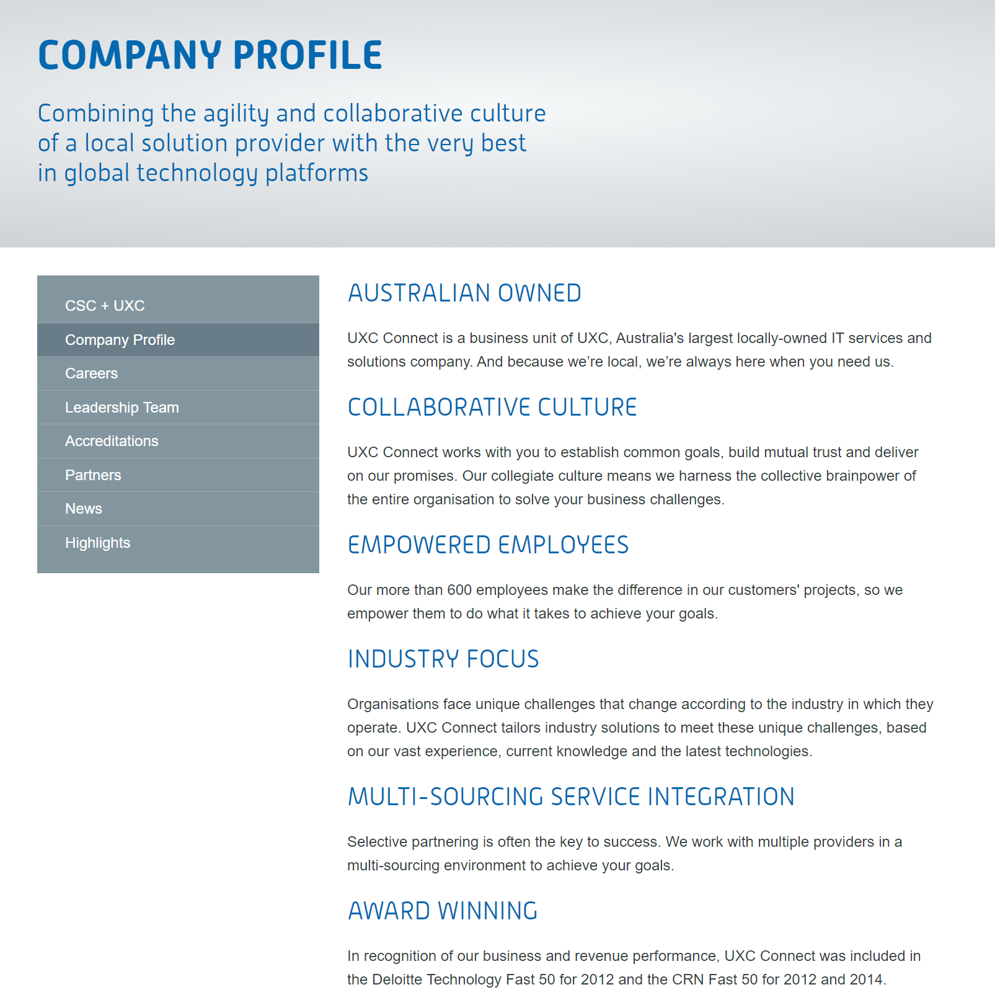 COMPANY PROFILE
Combining the agility and collaborative culture
of a local solution provider with the very best
in global technology platforms
CSC + UXC
Company Profile
Careers
Leadership Team
Accreditations
Partners
News
Highlights
AUSTRALIAN OWNED
UXC Connect is a business unit of UXC, Australia's largest locally-owned IT services and
solutions company. And because we’re local, we’re always here when you need us.
COLLABORATIVE CULTURE
UXC Connect works with you to establish common goals, build mutual trust and deliver
on our promises. Our collegiate culture means we harness the collective brainpower of
the entire organisation to solve your business challenges.
EMPOWERED EMPLOYEES
Our more than 600 employees make the difference in our customers' projects, so we
empower them to do what it takes to achieve your goals.
INDUSTRY FOCUS
Organisations face unique challenges that change according to the industry in which they
operate. UXC Connect tailors industry solutions to meet these unique challenges, based
on our vast experience, current knowledge and the latest technologies.
MULTI-SOURCING SERVICE INTEGRATION
Selective partnering is often the key to success. We work with multiple providers in a
multi-sourcing environment to achieve your goals.
AWARD WINNING
In recognition of our business and revenue performance, UXC Connect was included in
the Deloitte Technology Fast 50 for 2012 and the CRN Fast 50 for 2012 and 2014.